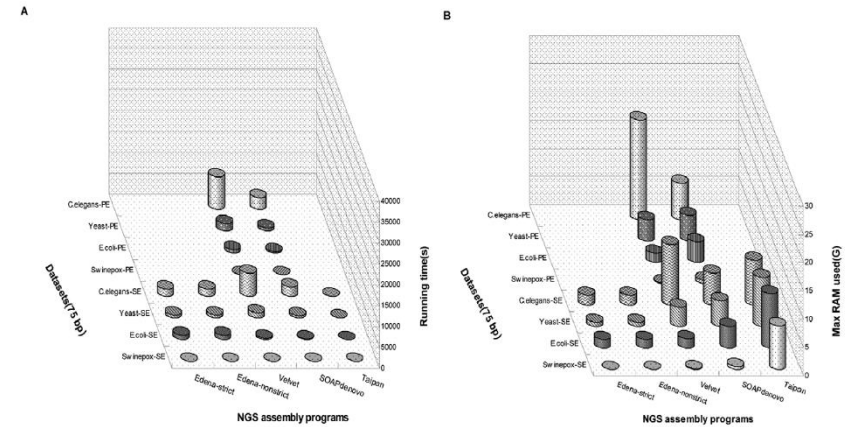 A
C.elegans-PE
Yeast-PE
E.coli-PE
Swinepox-PE
C.elegans-SE
Yeast-SE
E.coli-SE
Swinepox-SE
Datasets(75 bp)
Edena-strict
Edena-nonstrict
Velvet
SOAPdenovo
Taipan
NGS assembly programs
40000
35000
30000
25000
20000
15000
10000
5000
0
Running time(s)
B
C.elegans-PE
Yeast-PE
E.coli-PE
Swinepox-PE
C.elegans-SE
Yeast-SE
E.coli-SE
Swinepox-SE
Datasets(75 bp)
Edena-strict
Edena-nonstrict
Velvet
SOAPdenovo
Taipan
NGS assembly programs
30
25
20
15
10
5
0
Max RAM used(G)